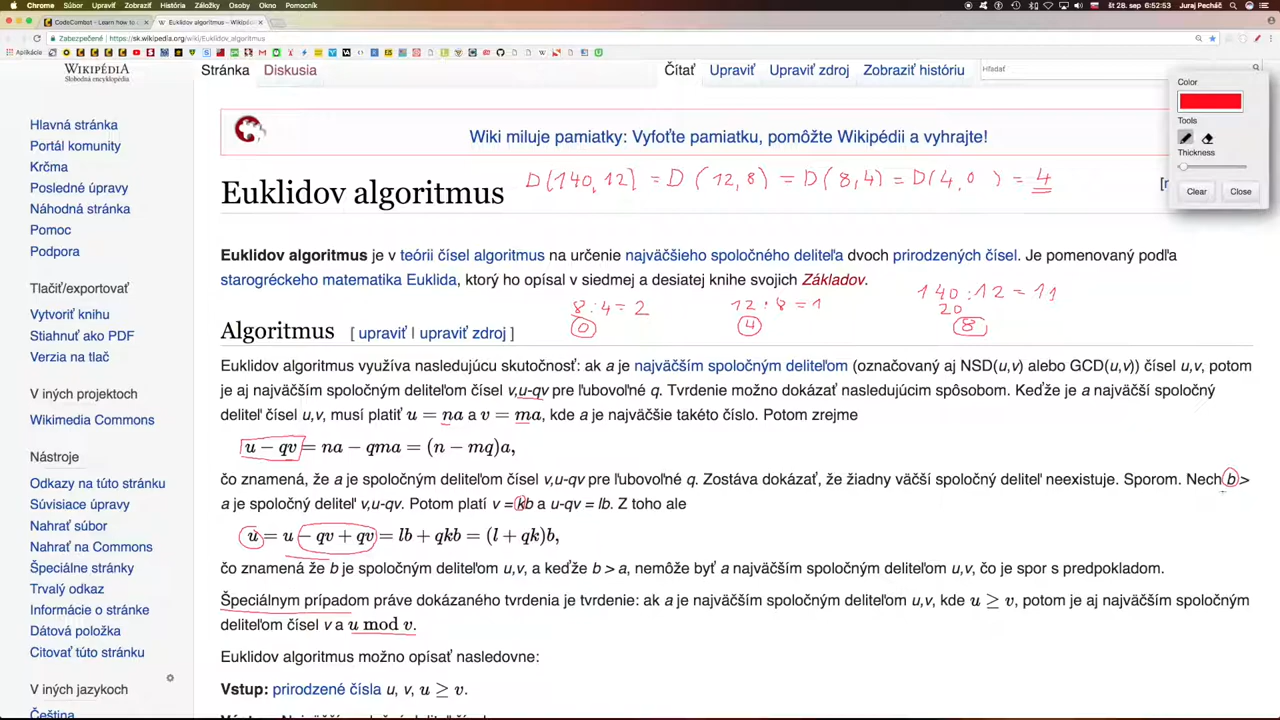 Chrome Súbor Upraviť Zobraziť História Záložky Osoby Okno Pomocník
št 28. sep 6:52:53 Juraj Pecháč
CodeCombat - Learn how to
Euklidov algoritmus – Wikipé
Zabezpečené https://sk.wikipedia.org/wiki/Euklidov_algoritmus
Aplikácie
WIKIPÉDIA
Slobodná encyklopédia
Stránka Diskusia Čítať Upraviť Upraviť zdroj Zobraziť históriu Hľadať
Color
Tools
Thickness
Clear Close
Hlavná stránka
Portál komunity
Krčma
Posledné úpravy
Náhodná stránka
Pomoc
Podpora
Tlačiť/exportovať
Vytvoriť knihu
Stiahnuť ako PDF
Verzia na tlač
V iných projektoch
Wikimedia Commons
Nástroje
Odkazy na túto stránku
Súvisiace úpravy
Nahrať súbor
Nahrať na Commons
Špeciálne stránky
Trvalý odkaz
Informácie o stránke
Dátová položka
Citovať túto stránku
V iných jazykoch
Čeština
Wiki miluje pamiatky: Vyfoťte pamiatku, pomôžte Wikipédii a vyhrajte!
D(140,12) = D (12,8) = D(8,4) = D(4,0 ) = 4
Euklidov algoritmus
Euklidov algoritmus je v teórii čísel algoritmus na určenie najväčšieho spoločného deliteľa dvoch prirodzených čísel. Je pomenovaný podľa
starogréckeho matematika Euklida, ktorý ho opísal v siedmej a desiatej knihe svojich Základov.
8:4=2 12:8=1 140:12=11
0 4 20
8
Algoritmus [ upraviť | upraviť zdroj ]
Euklidov algoritmus využíva nasledujúcu skutočnosť: ak a je najväčším spoločným deliteľom (označovaný aj NSD(u,v) alebo GCD(u,v)) čísel u,v, potom
je aj najväčším spoločným deliteľom čísel v,u-qv pre ľubovoľné q. Tvrdenie možno dokázať nasledujúcim spôsobom. Keďže je a najväčší spoločný
deliteľ čísel u,v, musí platiť u = na a v = ma, kde a je najväčšie takéto číslo. Potom zrejme
u − qv = na − qma = (n − mq)a,
čo znamená, že a je spoločným deliteľom čísel v,u-qv pre ľubovoľné q. Zostáva dokázať, že žiadny väčší spoločný deliteľ neexistuje. Sporom. Nech b >
a je spoločný deliteľ v,u-qv. Potom platí v = kb a u-qv = lb. Z toho ale
u = u − qv + qv = lb + qkb = (l + qk)b,
čo znamená že b je spoločným deliteľom u,v, a keďže b > a, nemôže byť a najväčším spoločným deliteľom u,v, čo je spor s predpokladom.
Špeciálnym prípadom práve dokázaného tvrdenia je tvrdenie: ak a je najväčším spoločným deliteľom u,v, kde u ≥ v, potom je aj najväčším spoločným
deliteľom čísel v a u mod v.
Euklidov algoritmus možno opísať nasledovne:
Vstup: prirodzené čísla u, v, u ≥ v.